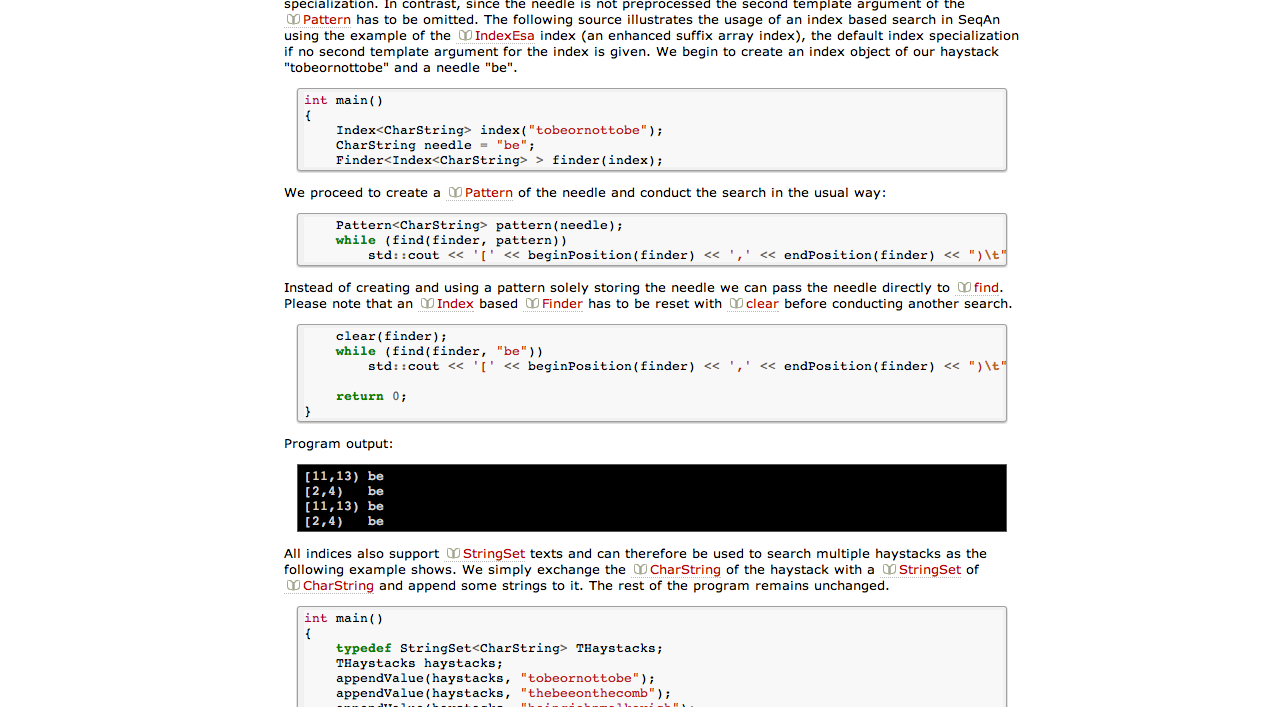 specialization. In contrast, since the needle is not preprocessed the second template argument of the
Pattern has to be omitted. The following source illustrates the usage of an index based search in SeqAn
using the example of the IndexEsa index (an enhanced suffix array index), the default index specialization
if no second template argument for the index is given. We begin to create an index object of our haystack
"tobeornottobe" and a needle "be".
int main()
{
    Index<CharString> index("tobeornottobe");
    CharString needle = "be";
    Finder<Index<CharString> > finder(index);
We proceed to create a Pattern of the needle and conduct the search in the usual way:
    Pattern<CharString> pattern(needle);
    while (find(finder, pattern))
        std::cout << '[' << beginPosition(finder) << ',' << endPosition(finder) << ")\t"
Instead of creating and using a pattern solely storing the needle we can pass the needle directly to find.
Please note that an Index based Finder has to be reset with clear before conducting another search.
    clear(finder);
    while (find(finder, "be"))
        std::cout << '[' << beginPosition(finder) << ',' << endPosition(finder) << ")\t"
    return 0;
}
Program output:
[11,13) be
[2,4)   be
[11,13) be
[2,4)   be
All indices also support StringSet texts and can therefore be used to search multiple haystacks as the
following example shows. We simply exchange the CharString of the haystack with a StringSet of
CharString and append some strings to it. The rest of the program remains unchanged.
int main()
{
    typedef StringSet<CharString> THaystacks;
    THaystacks haystacks;
    appendValue(haystacks, "tobeornottobe");
    appendValue(haystacks, "thebeeonthecomb");